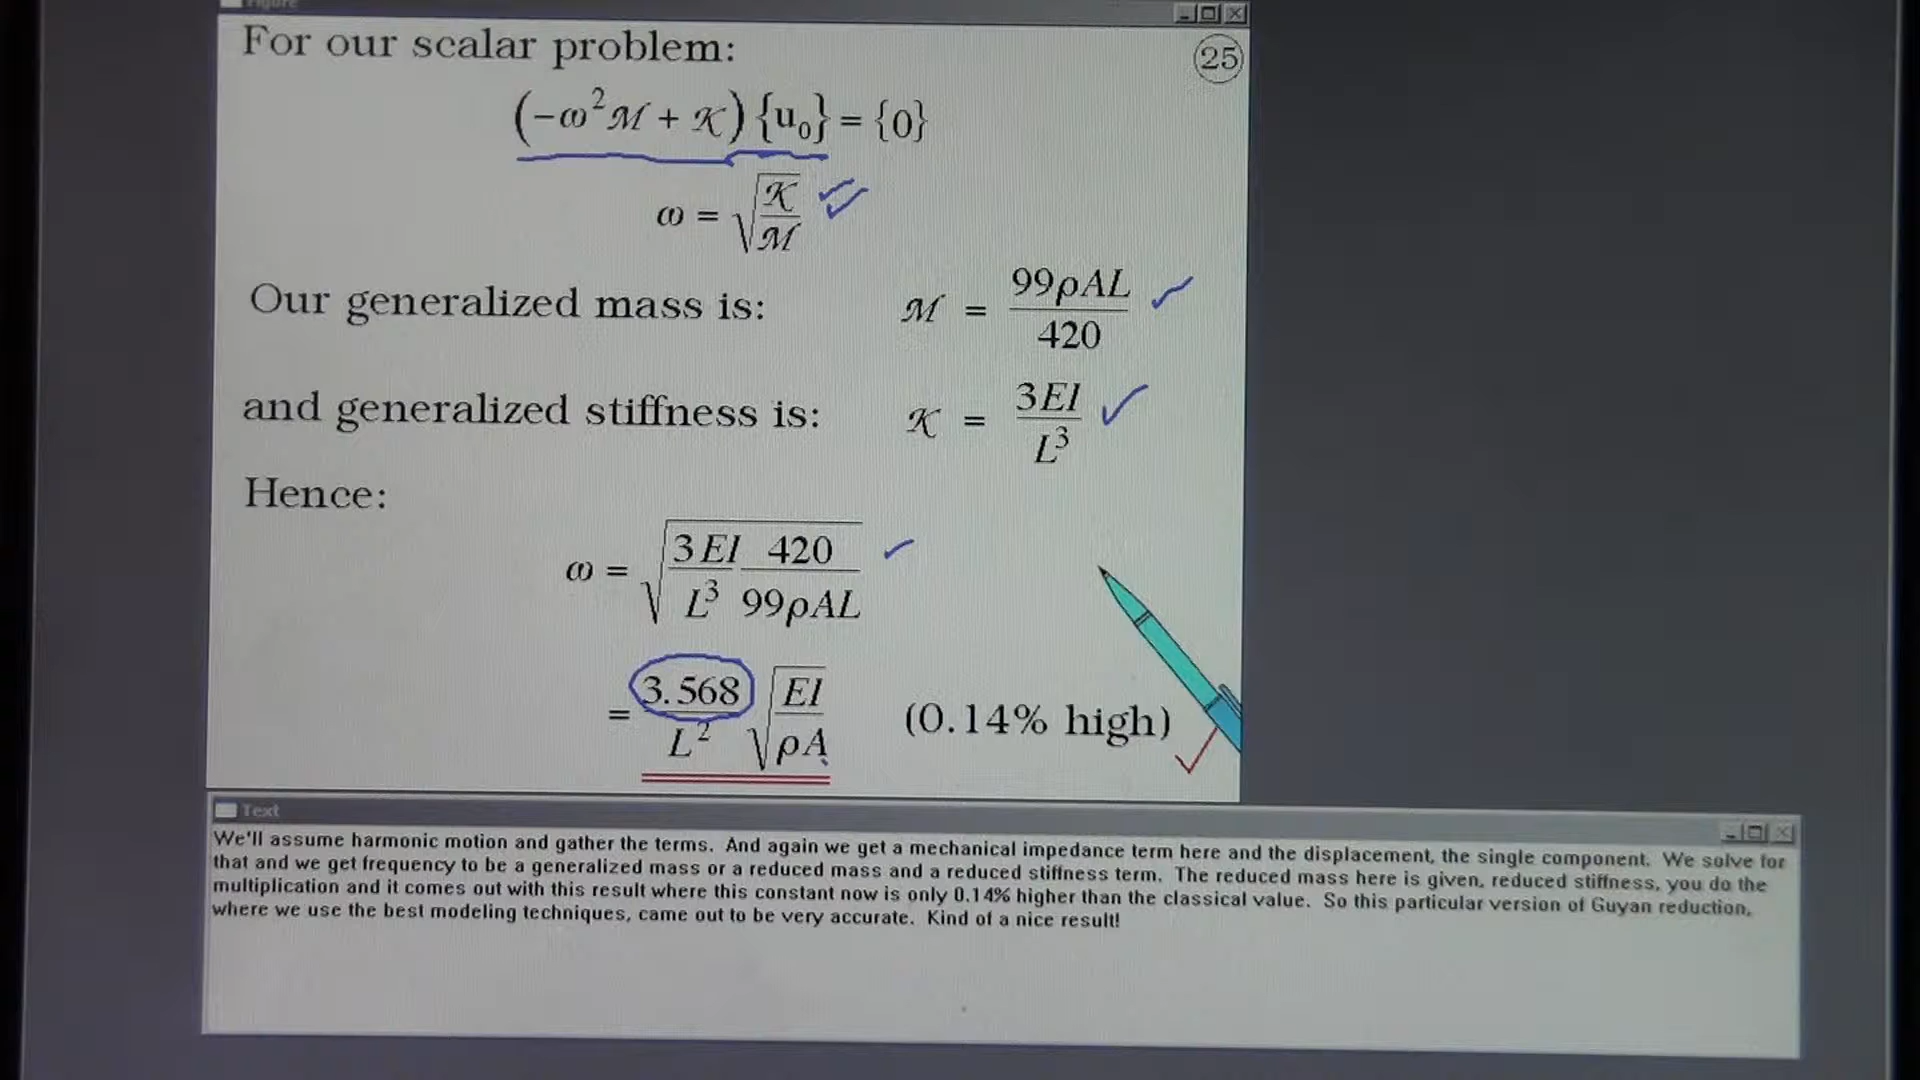 Figure
For our scalar problem:
25
(-ω²ℳ + 𝒦) {u₀} = {0}
ω = √(𝒦/ℳ)
Our generalized mass is: ℳ = 99ρAL/420
and generalized stiffness is: 𝒦 = 3EI/L³
Hence:
ω = √(3EI/L³ 420/99ρAL)
= 3.568/L² √(EI/ρA) (0.14% high)
Text
We'll assume harmonic motion and gather the terms. And again we get a mechanical impedance term here and the displacement, the single component. We solve for
that and we get frequency to be a generalized mass or a reduced mass and a reduced stiffness term. The reduced mass here is given, reduced stiffness, you do the
multiplication and it comes out with this result where this constant now is only 0.14% higher than the classical value. So this particular version of Guyan reduction,
where we use the best modeling techniques, came out to be very accurate. Kind of a nice result!